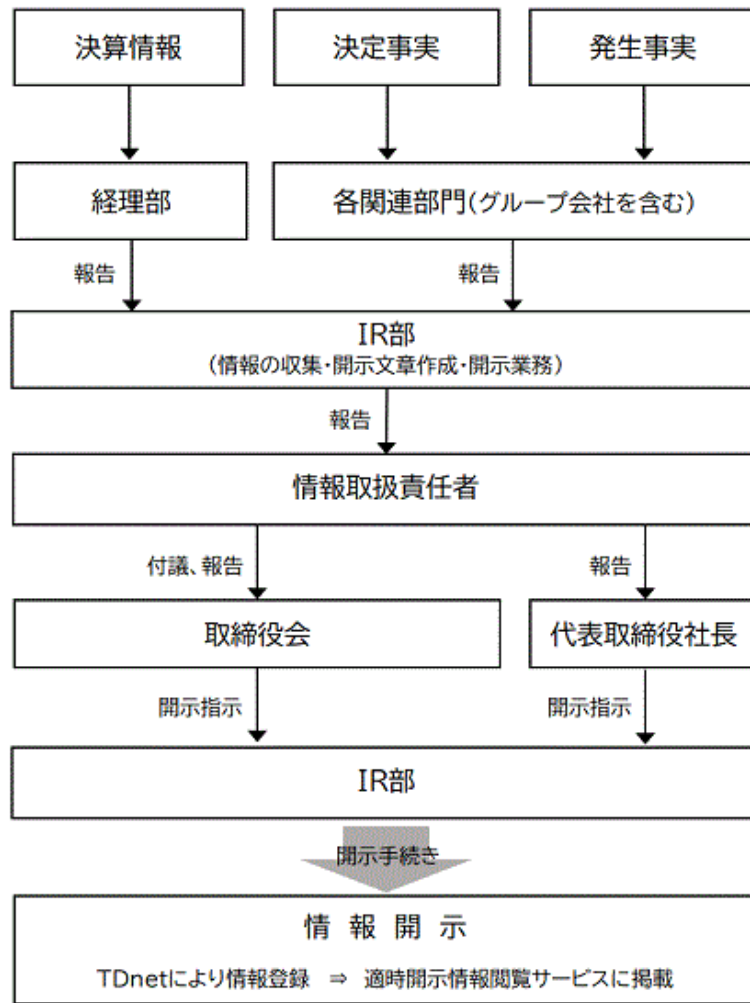 決算情報
決定事実
発生事実
経理部
各関連部門(グループ会社を含む)
報告
報告
IR部
(情報の収集・開示文章作成・開示業務)
報告
情報取扱責任者
付議、報告
報告
取締役会
代表取締役社長
開示指示
開示指示
IR部
開示手続き
情 報 開 示
TDnetにより情報登録 ⇒ 適時開示情報閲覧サービスに掲載